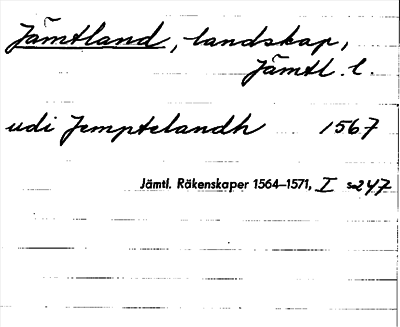 Jämtland, landskap,
Jämtl. l.
udi Jemptelandh 1567
Jämtl. Räkenskaper 1564–1571, I s. 247